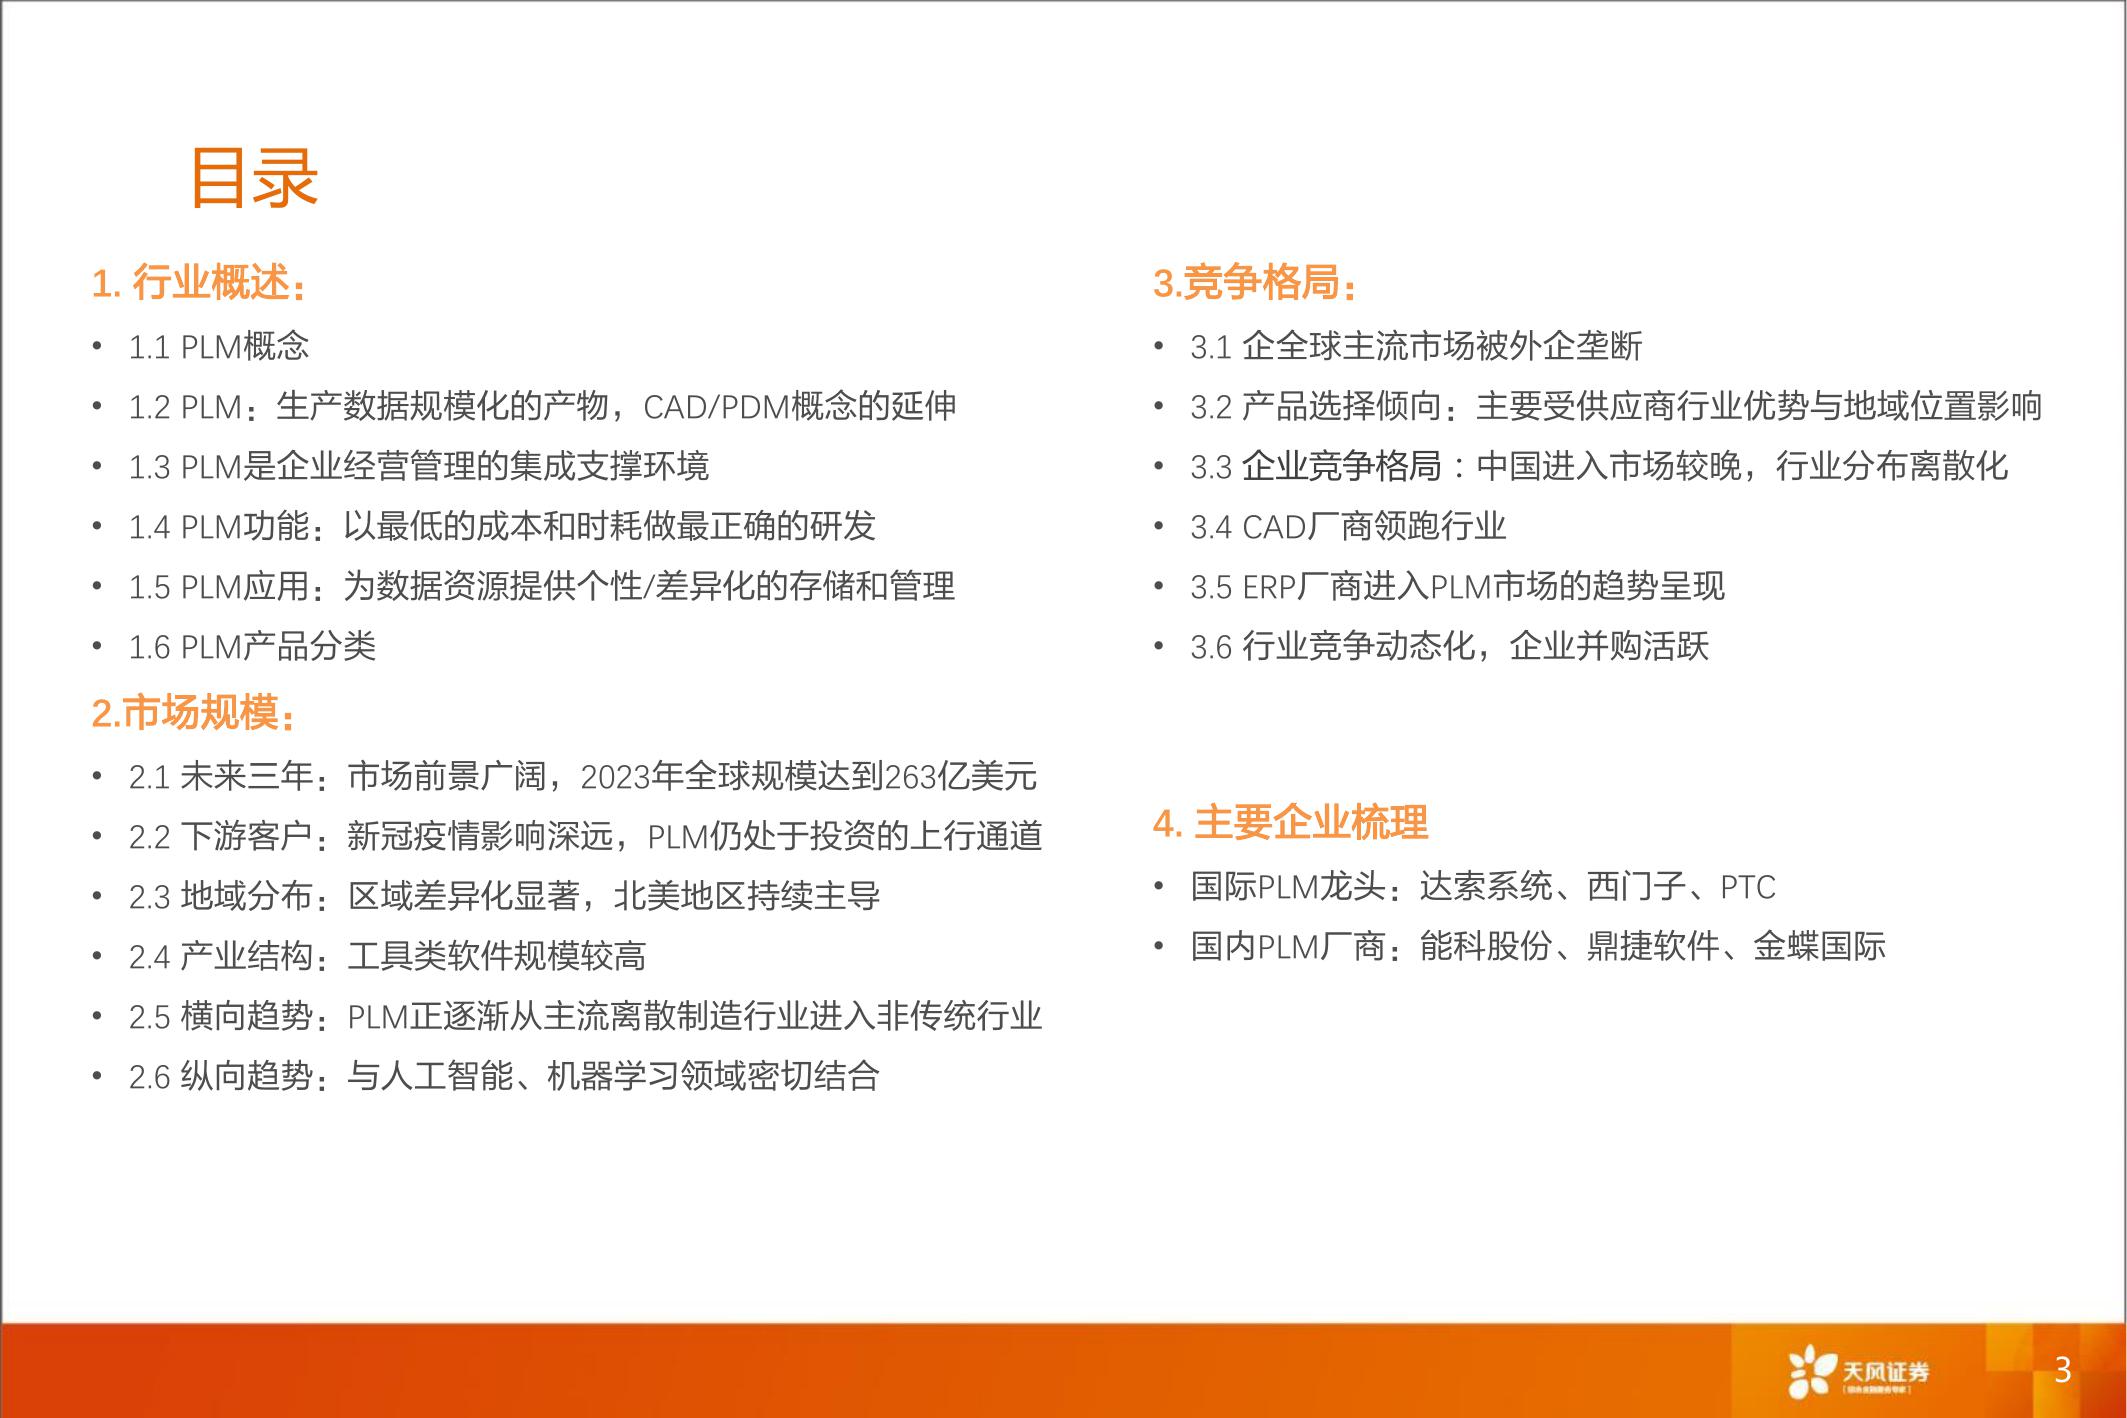 目录
1. 行业概述：
• 1.1 PLM概念
• 1.2 PLM：生产数据规模化的产物，CAD/PDM概念的延伸
• 1.3 PLM是企业经营管理的集成支撑环境
• 1.4 PLM功能：以最低的成本和时耗做最正确的研发
• 1.5 PLM应用：为数据资源提供个性/差异化的存储和管理
• 1.6 PLM产品分类
2.市场规模：
• 2.1 未来三年：市场前景广阔，2023年全球规模达到263亿美元
• 2.2 下游客户：新冠疫情影响深远，PLM仍处于投资的上行通道
• 2.3 地域分布：区域差异化显著，北美地区持续主导
• 2.4 产业结构：工具类软件规模较高
• 2.5 横向趋势：PLM正逐渐从主流离散制造行业进入非传统行业
• 2.6 纵向趋势：与人工智能、机器学习领域密切结合
3.竞争格局：
• 3.1 企全球主流市场被外企垄断
• 3.2 产品选择倾向：主要受供应商行业优势与地域位置影响
• 3.3 企业竞争格局：中国进入市场较晚，行业分布离散化
• 3.4 CAD厂商领跑行业
• 3.5 ERP厂商进入PLM市场的趋势呈现
• 3.6 行业竞争动态化，企业并购活跃
4. 主要企业梳理
• 国际PLM龙头：达索系统、西门子、PTC
• 国内PLM厂商：能科股份、鼎捷软件、金蝶国际
天风证券
3